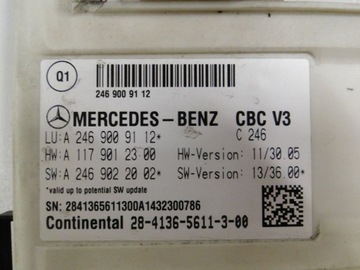 Q1
246 900 91 12
MERCEDES-BENZ CBC V3
LU:A 246 900 9112* C 246
HW:A 117 901 23 00 HW-Version: 11/30.05
SW:A 246 902 20 02* SW-Version: 13/36.00*
*valid up to potential SW update
SN: 2841365611300A1432300786
Continental 28-4136-5611-3-00